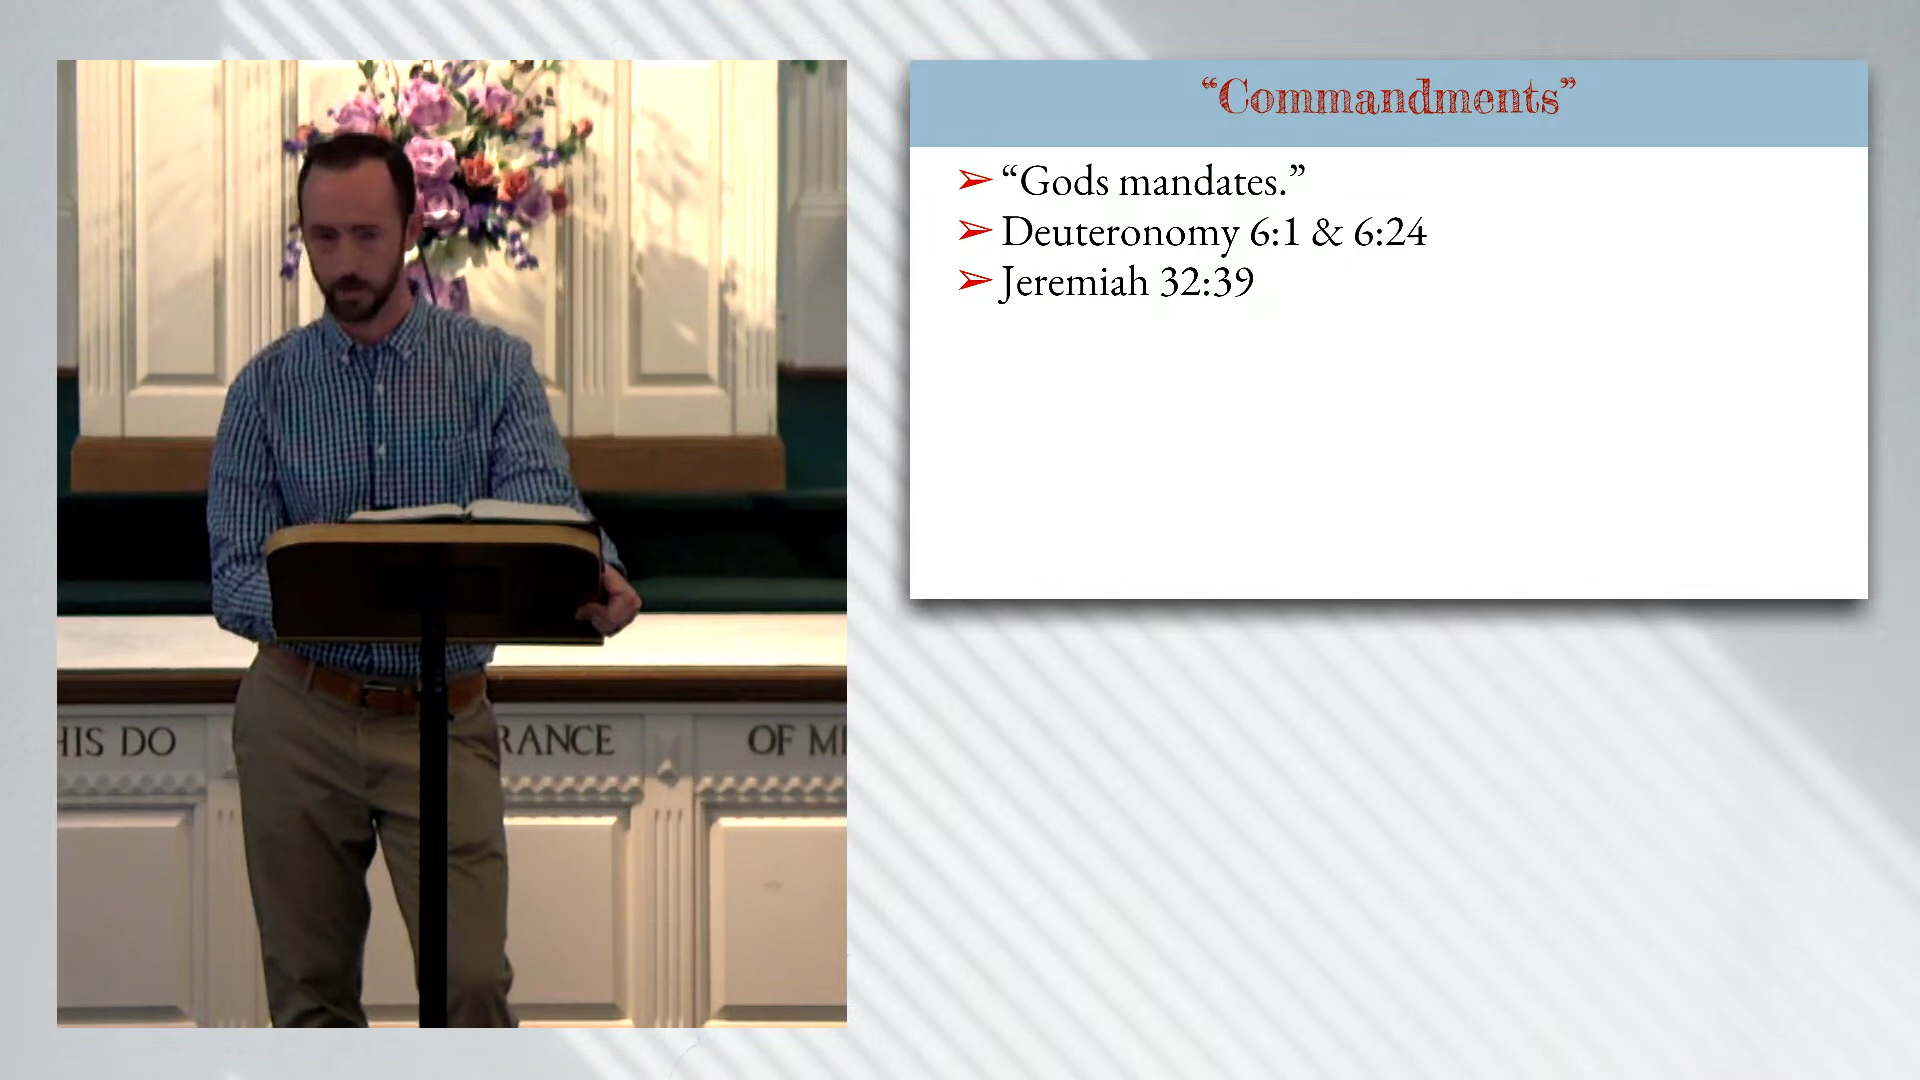 “Commandments”
➢ “Gods mandates.”
➢ Deuteronomy 6:1 & 6:24
➢ Jeremiah 32:39
HIS DO RANCE OF M